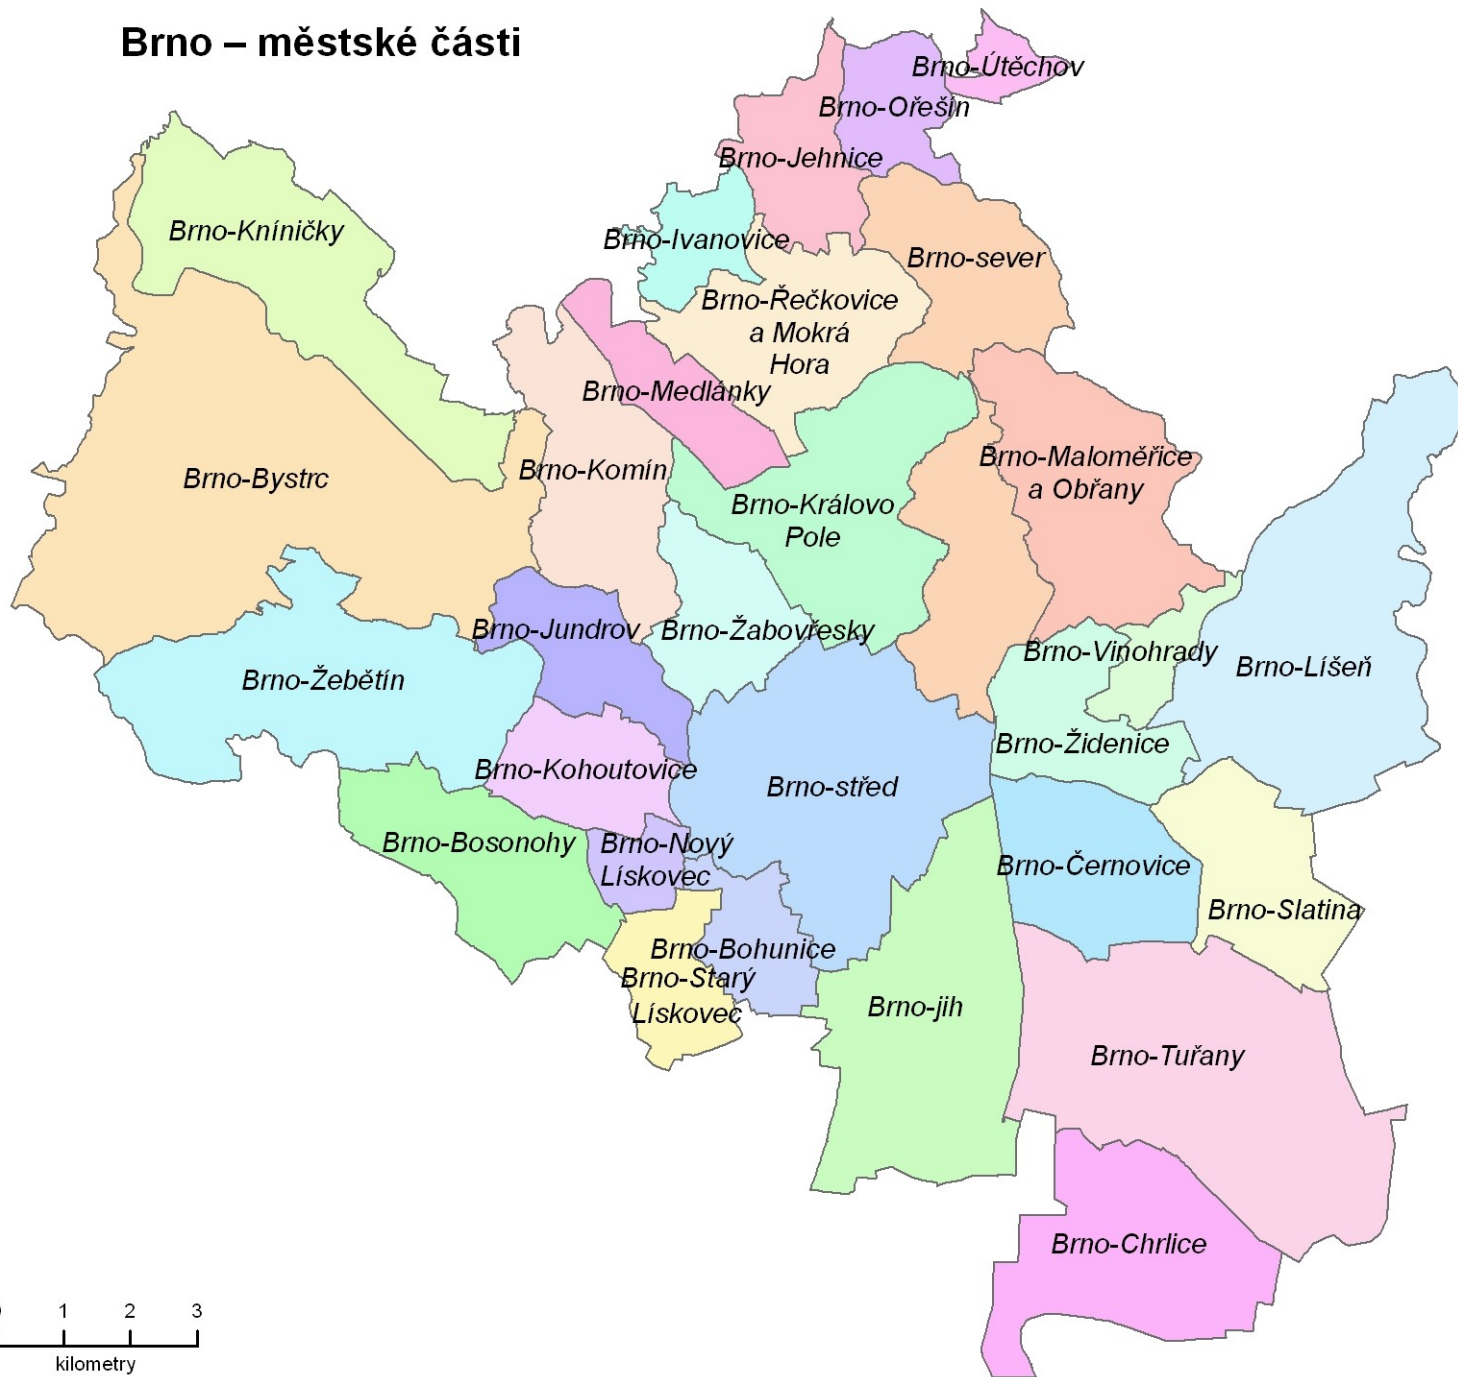 Brno – městské části
Brno-Útěchov
Brno-Ořešín
Brno-Jehnice
Brno-Kníničky
Brno-Ivanovice
Brno-sever
Brno-Řečkovice
a Mokrá
Hora
Brno-Medlánky
Brno-Bystrc
Brno-Komín
Brno-Maloměřice
a Obřany
Brno-Královo
Pole
Brno-Jundrov
Brno-Žabovřesky
Brno-Vinohrady
Brno-Líšeň
Brno-Žebětín
Brno-Židenice
Brno-Kohoutovice
Brno-střed
Brno-Bosonohy
Brno-Nový
Lískovec
Brno-Černovice
Brno-Slatina
Brno-Bohunice
Brno-Starý
Lískovec
Brno-jih
Brno-Tuřany
Brno-Chrlice
1 2 3
kilometry